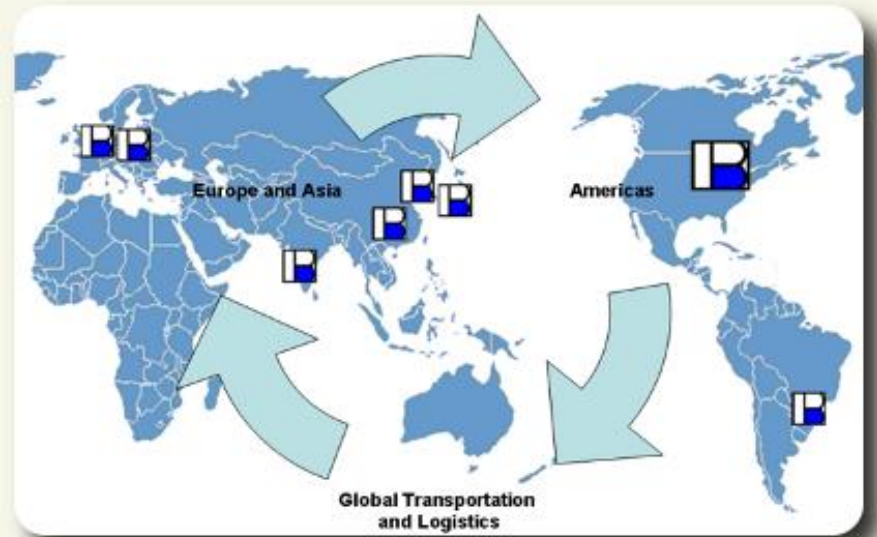 Europe and Asia
Americas
Global Transportation
and Logistics